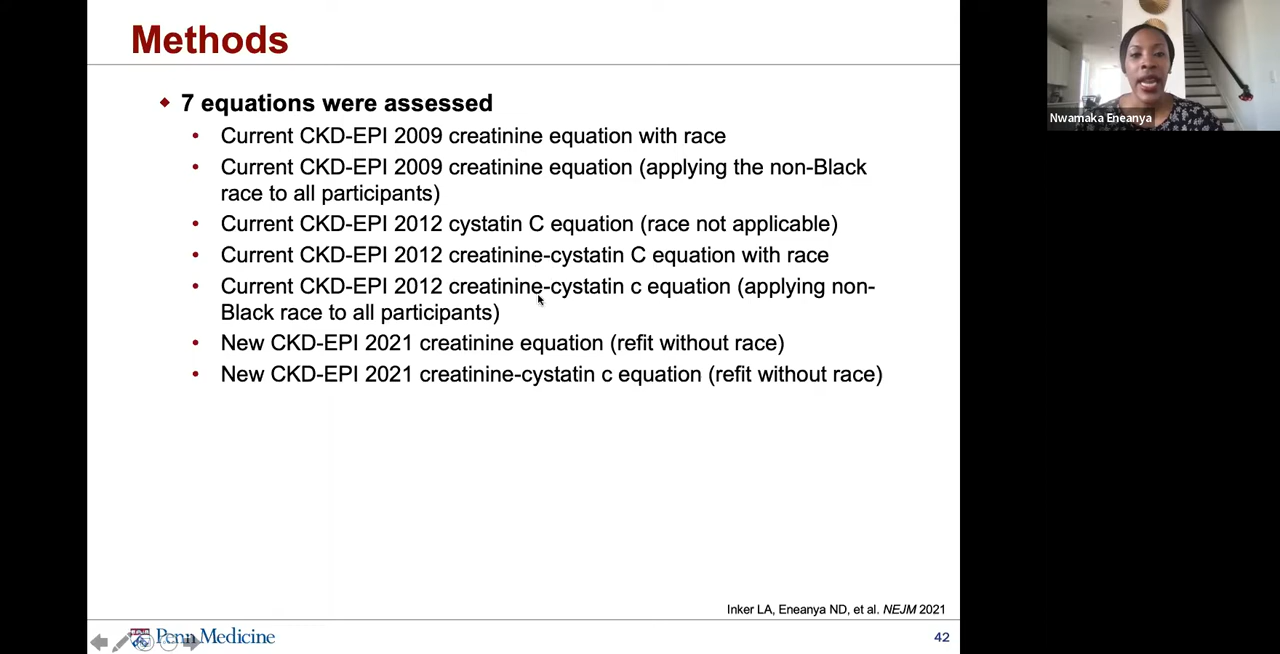 Methods
7 equations were assessed
Current CKD-EPI 2009 creatinine equation with race
Current CKD-EPI 2009 creatinine equation (applying the non-Black
race to all participants)
Current CKD-EPI 2012 cystatin C equation (race not applicable)
Current CKD-EPI 2012 creatinine-cystatin C equation with race
Current CKD-EPI 2012 creatinine-cystatin c equation (applying non-
Black race to all participants)
New CKD-EPI 2021 creatinine equation (refit without race)
New CKD-EPI 2021 creatinine-cystatin c equation (refit without race)
Inker LA, Eneanya ND, et al. NEJM 2021
Penn Medicine
42
Nwamaka Eneanya